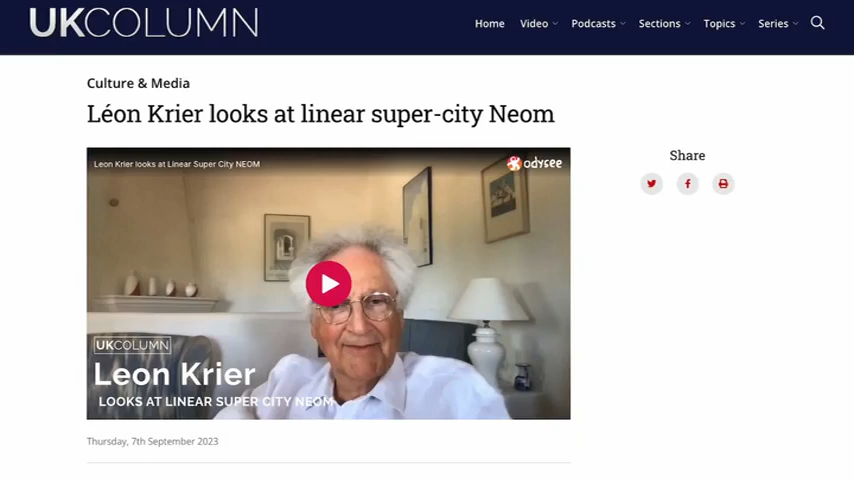 UKCOLUMN
Home Video Podcasts Sections Topics Series
Culture & Media
Léon Krier looks at linear super-city Neom
Leon Krier looks at Linear Super City NEOM
odysee
UKCOLUMN
Leon Krier
LOOKS AT LINEAR SUPER CITY NEOM
Thursday, 7th September 2023
Share